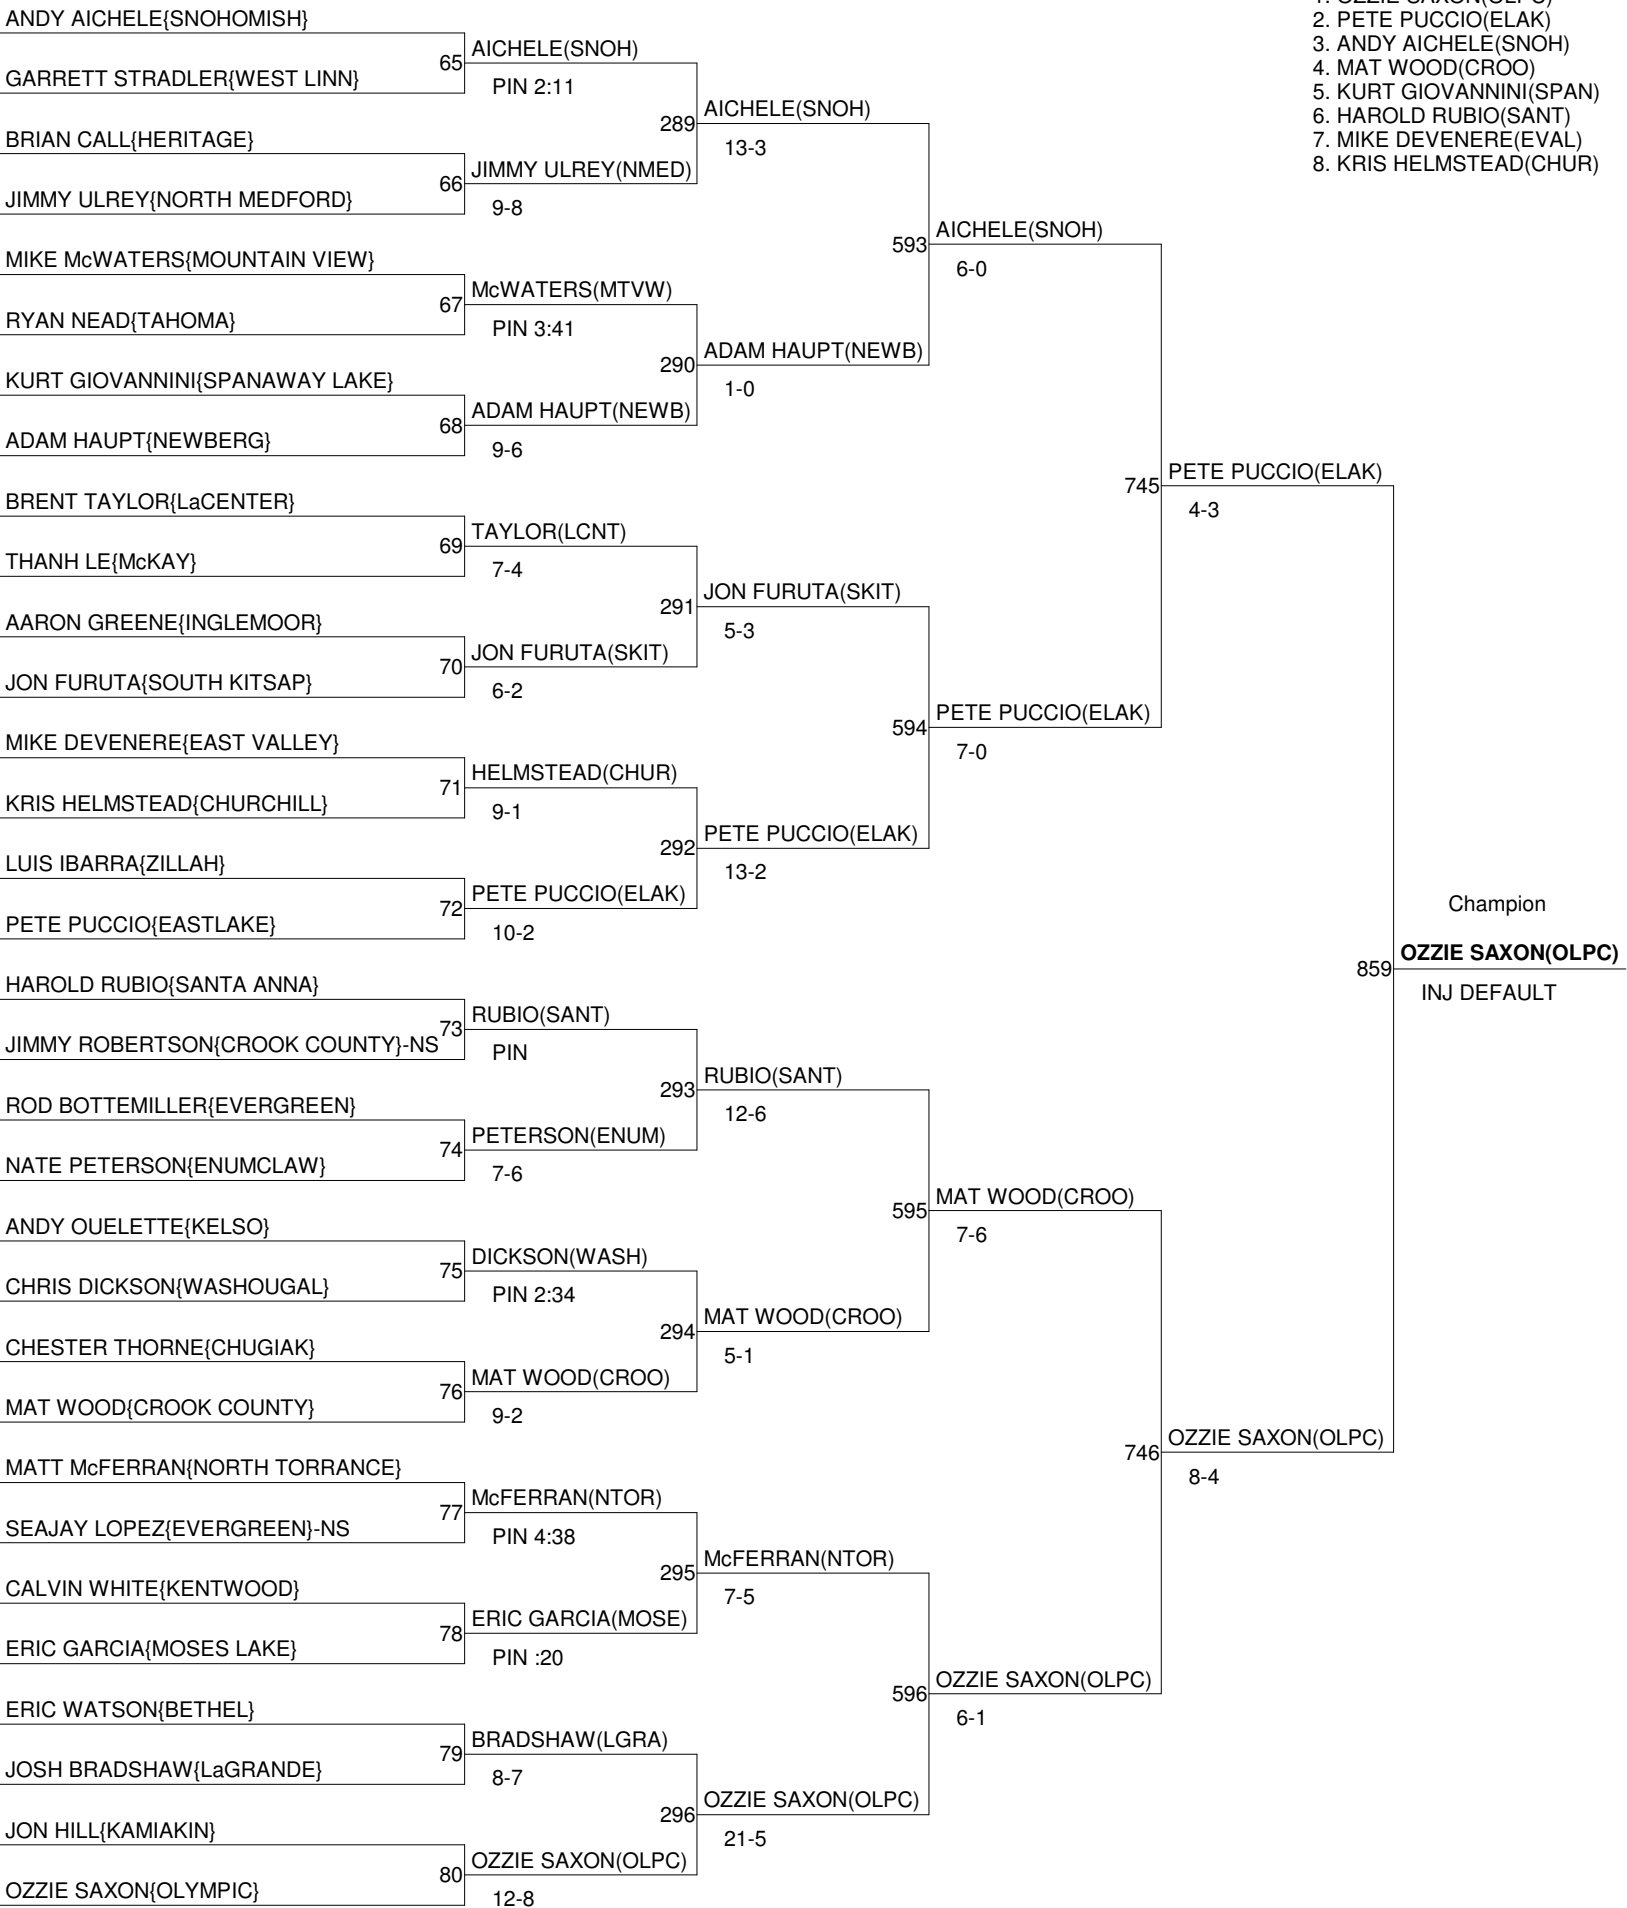 1. OZZIE SAXON(OLPC)
2. PETE PUCCIO(ELAK)
3. ANDY AICHELE(SNOH)
4. MAT WOOD(CROO)
5. KURT GIOVANNINI(SPAN)
6. HAROLD RUBIO(SANT)
7. MIKE DEVENERE(EVAL)
8. KRIS HELMSTEAD(CHUR)
ANDY AICHELE{SNOHOMISH}
GARRETT STRADLER{WEST LINN}
BRIAN CALL{HERITAGE}
JIMMY ULREY{NORTH MEDFORD}
MIKE McWATERS{MOUNTAIN VIEW}
RYAN NEAD{TAHOMA}
KURT GIOVANNINI{SPANAWAY LAKE}
ADAM HAUPT{NEWBERG}
BRENT TAYLOR{LaCENTER}
THANH LE{McKAY}
AARON GREENE{INGLEMOOR}
JON FURUTA{SOUTH KITSAP}
MIKE DEVENERE{EAST VALLEY}
KRIS HELMSTEAD{CHURCHILL}
LUIS IBARRA{ZILLAH}
PETE PUCCIO{EASTLAKE}
HAROLD RUBIO{SANTA ANNA}
JIMMY ROBERTSON{CROOK COUNTY}-NS
ROD BOTTEMILLER{EVERGREEN}
NATE PETERSON{ENUMCLAW}
ANDY OUELETTE{KELSO}
CHRIS DICKSON{WASHOUGAL}
CHESTER THORNE{CHUGIAK}
MAT WOOD{CROOK COUNTY}
MATT McFERRAN{NORTH TORRANCE}
SEAJAY LOPEZ{EVERGREEN}-NS
CALVIN WHITE{KENTWOOD}
ERIC GARCIA{MOSES LAKE}
ERIC WATSON{BETHEL}
JOSH BRADSHAW{LaGRANDE}
JON HILL{KAMIAKIN}
OZZIE SAXON{OLYMPIC}
65 AICHELE(SNOH)
PIN 2:11
66 JIMMY ULREY(NMED)
9-8
67 McWATERS(MTVW)
PIN 3:41
68 ADAM HAUPT(NEWB)
9-6
69 TAYLOR(LCNT)
7-4
70 JON FURUTA(SKIT)
6-2
71 HELMSTEAD(CHUR)
9-1
72 PETE PUCCIO(ELAK)
10-2
73 RUBIO(SANT)
PIN
74 PETERSON(ENUM)
7-6
75 DICKSON(WASH)
PIN 2:34
76 MAT WOOD(CROO)
9-2
77 McFERRAN(NTOR)
PIN 4:38
78 ERIC GARCIA(MOSE)
PIN :20
79 BRADSHAW(LGRA)
8-7
80 OZZIE SAXON(OLPC)
12-8
289 AICHELE(SNOH)
13-3
290 ADAM HAUPT(NEWB)
1-0
291 JON FURUTA(SKIT)
5-3
292 PETE PUCCIO(ELAK)
13-2
293 RUBIO(SANT)
12-6
294 MAT WOOD(CROO)
5-1
295 McFERRAN(NTOR)
7-5
296 OZZIE SAXON(OLPC)
21-5
593 AICHELE(SNOH)
6-0
594 PETE PUCCIO(ELAK)
7-0
595 MAT WOOD(CROO)
7-6
596 OZZIE SAXON(OLPC)
6-1
745 PETE PUCCIO(ELAK)
4-3
746 OZZIE SAXON(OLPC)
8-4
Champion
859 OZZIE SAXON(OLPC)
INJ DEFAULT